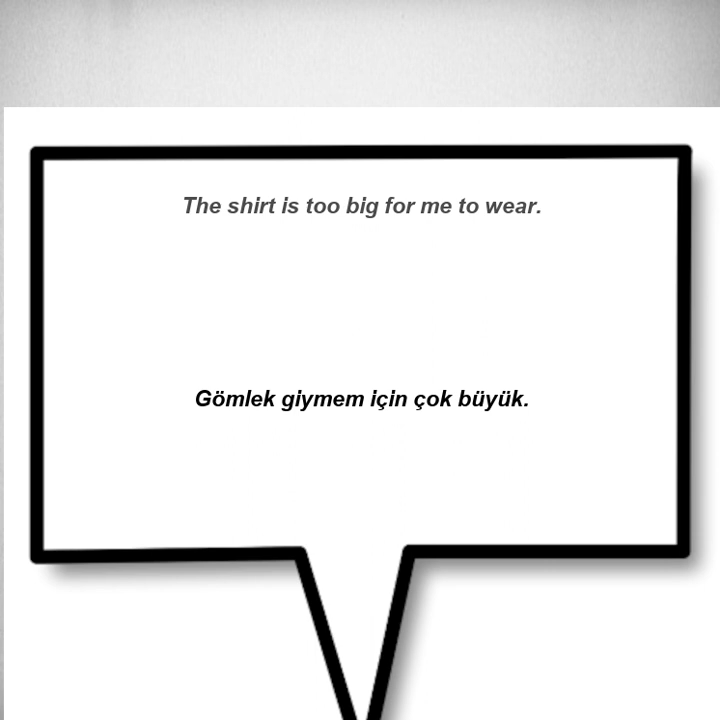 The shirt is too big for me to wear.
Gömlek giymem için çok büyük.